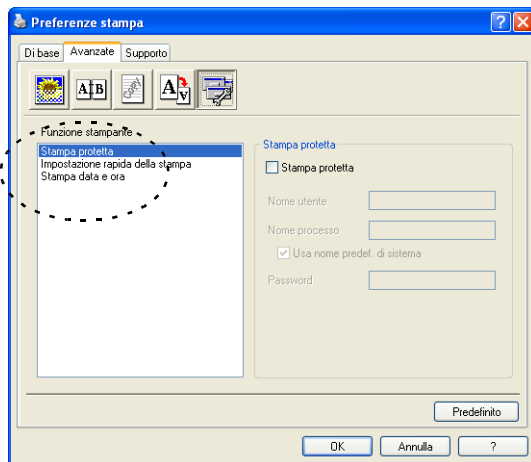 Preferenze stampa
Di base Avanzate Supporto
A B copy A V
Funzione stampante
Stampa protetta
Impostazione rapida della stampa
Stampa data e ora
Stampa protetta
Stampa protetta
Nome utente
Nome processo
Usa nome predef. di sistema
Password
Predefinito
OK Annulla ?